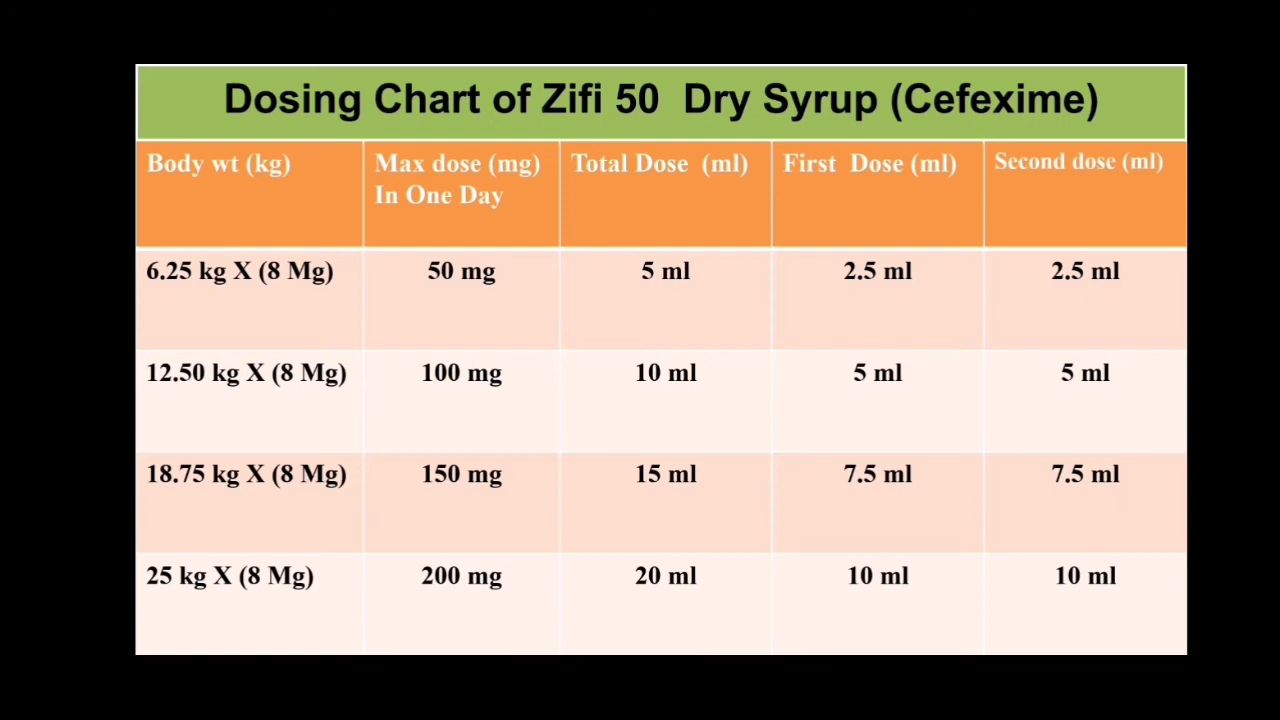 Dosing Chart of Zifi 50 Dry Syrup (Cefexime)
Body wt (kg) Max dose (mg) Total Dose (ml) First Dose (ml) Second dose (ml)
In One Day
6.25 kg X (8 Mg) 50 mg 5 ml 2.5 ml 2.5 ml
12.50 kg X (8 Mg) 100 mg 10 ml 5 ml 5 ml
18.75 kg X (8 Mg) 150 mg 15 ml 7.5 ml 7.5 ml
25 kg X (8 Mg) 200 mg 20 ml 10 ml 10 ml